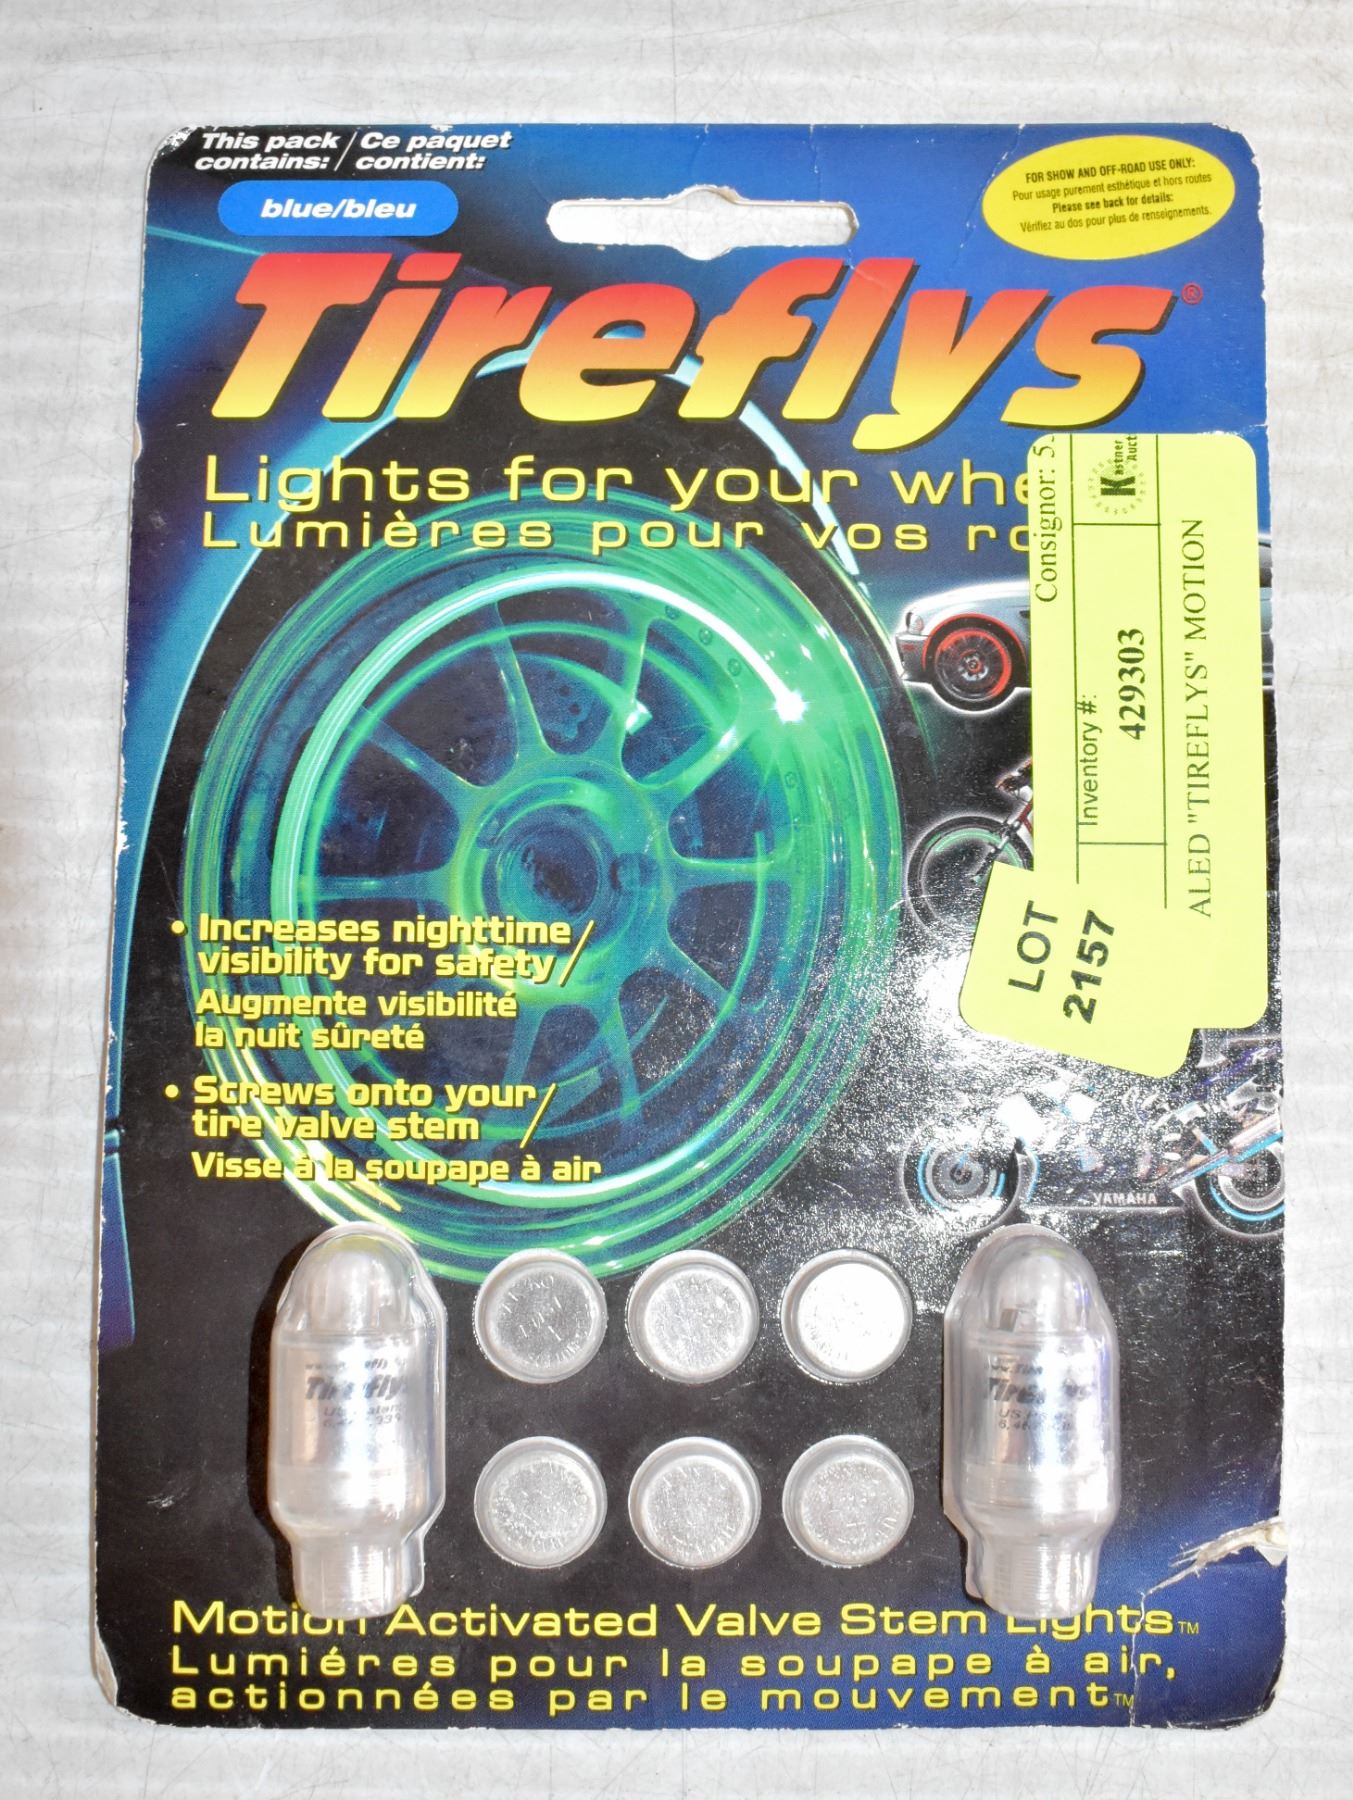 This pack / Ce paquet
contains: / contient:
blue/bleu
FOR SHOW AND OFF-ROAD USE ONLY:
Pour usage purement esthétique et hors routes
Please see back for details:
Vérifiez au dos pour plus de renseignements.
Tireflys®
Lights for your whe
Lumières pour vos ro
Consignor: 5
Kastner
Auct
Inventory #:
429303
ALED "TIREFLYS" MOTION
LOT
2157
• Increases nighttime/
visibility for safety/
Augmente visibilité
la nuit sûreté
• Screws onto your/
tire valve stem /
Visse à la soupape à air
YAMAHA
Tireflys
Tireflys
Motion Activated Valve Stem Lights™
Lumiéres pour la soupape à air,
actionnées par le mouvement™